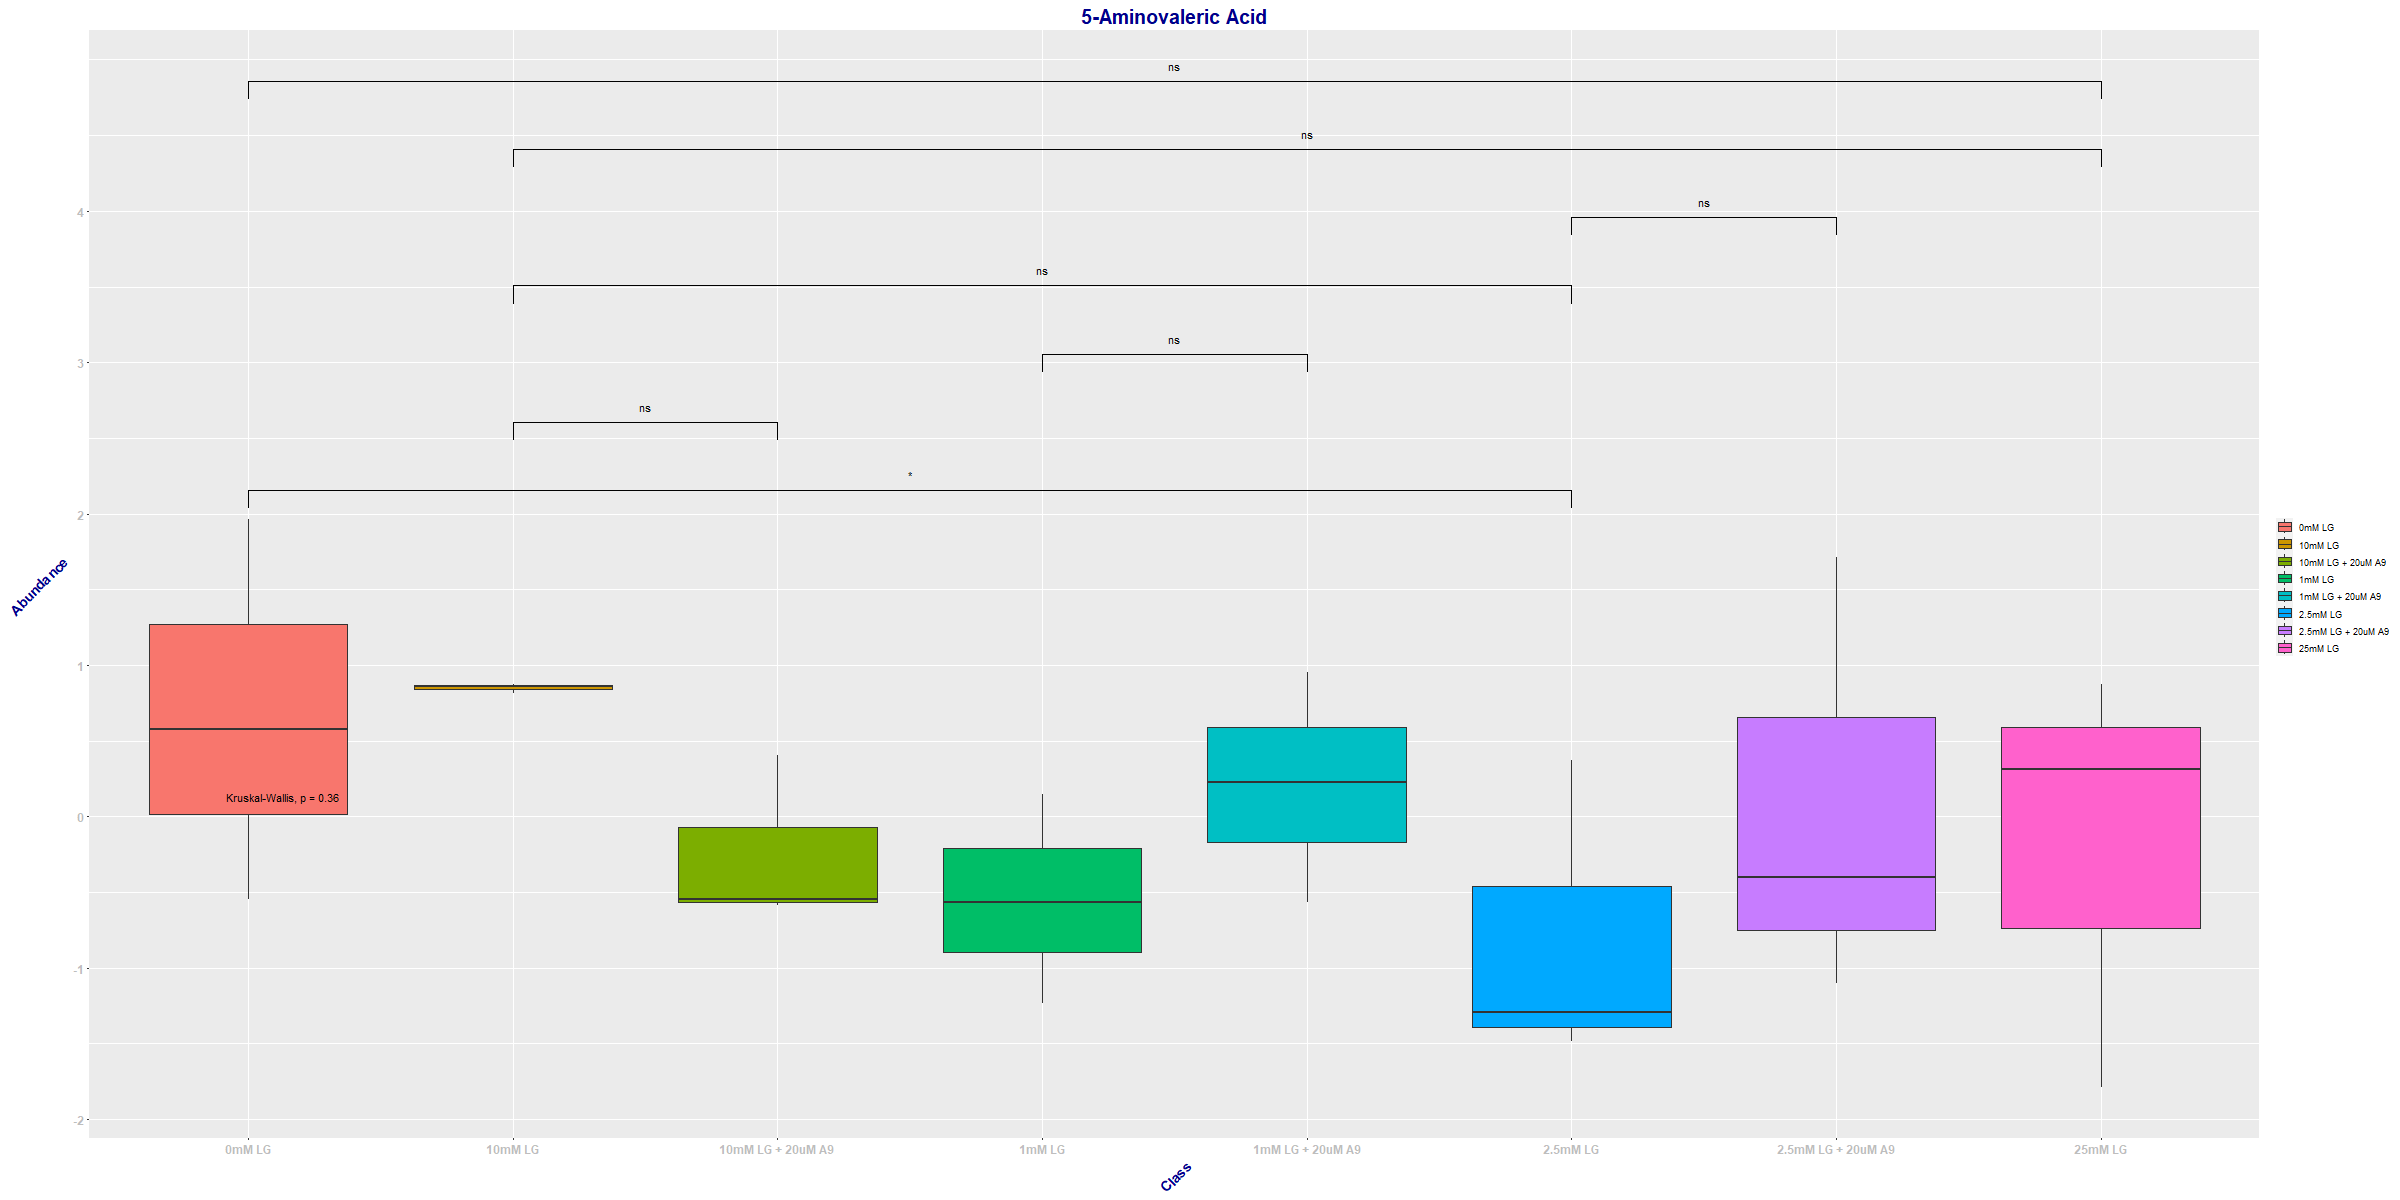 5-Aminovaleric Acid
ns
ns
ns
ns
ns
ns
*
Kruskal-Wallis, p = 0.36
Abundance
4
3
2
1
0
-1
-2
0mM LG
10mM LG
10mM LG + 20uM A9
1mM LG
1mM LG + 20uM A9
2.5mM LG
2.5mM LG + 20uM A9
25mM LG
Class
0mM LG
10mM LG
10mM LG + 20uM A9
1mM LG
1mM LG + 20uM A9
2.5mM LG
2.5mM LG + 20uM A9
25mM LG